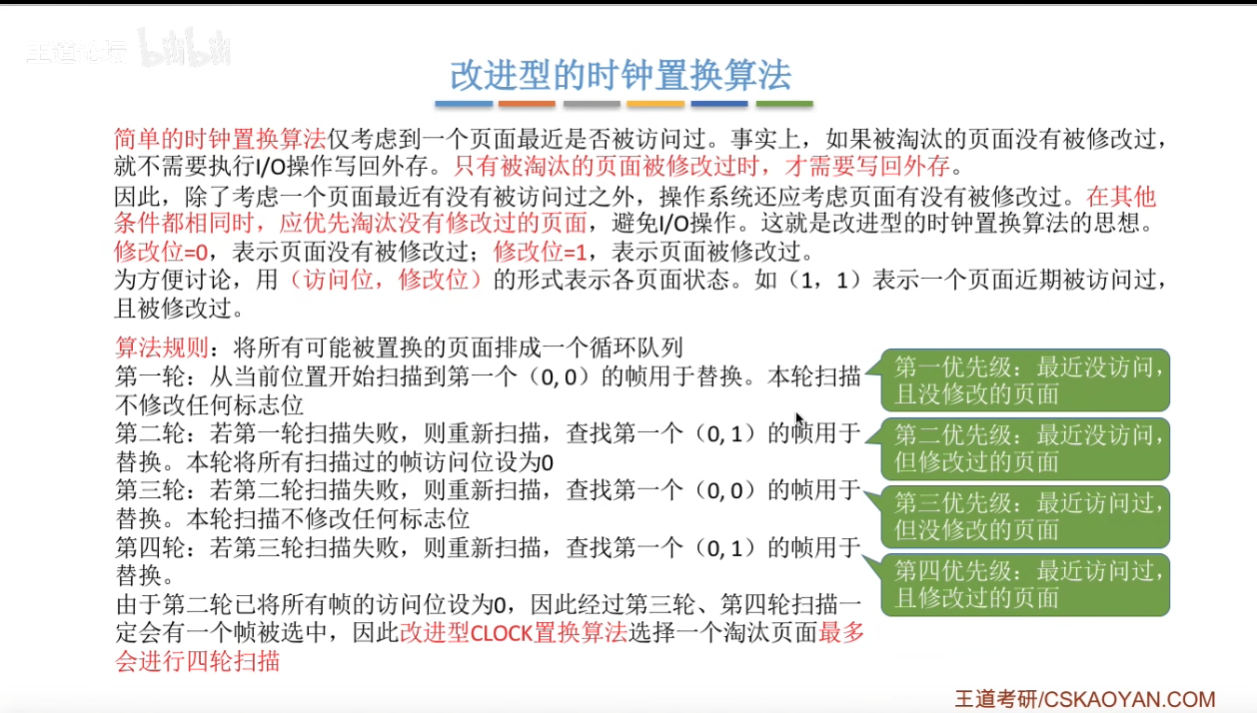 王道论坛 bilibili
改进型的时钟置换算法
简单的时钟置换算法仅考虑到一个页面最近是否被访问过。事实上，如果被淘汰的页面没有被修改过，
就不需要执行I/O操作写回外存。只有被淘汰的页面被修改过时，才需要写回外存。
因此，除了考虑一个页面最近有没有被访问过之外，操作系统还应考虑页面有没有被修改过。在其他
条件都相同时，应优先淘汰没有修改过的页面，避免I/O操作。这就是改进型的时钟置换算法的思想。
修改位=0，表示页面没有被修改过；修改位=1，表示页面被修改过。
为方便讨论，用（访问位，修改位）的形式表示各页面状态。如（1，1）表示一个页面近期被访问过，
且被修改过。
算法规则：将所有可能被置换的页面排成一个循环队列
第一轮：从当前位置开始扫描到第一个（0, 0）的帧用于替换。本轮扫描
不修改任何标志位
第二轮：若第一轮扫描失败，则重新扫描，查找第一个（0, 1）的帧用于
替换。本轮将所有扫描过的帧访问位设为0
第三轮：若第二轮扫描失败，则重新扫描，查找第一个（0, 0）的帧用于
替换。本轮扫描不修改任何标志位
第四轮：若第三轮扫描失败，则重新扫描，查找第一个（0, 1）的帧用于
替换。
由于第二轮已将所有帧的访问位设为0，因此经过第三轮、第四轮扫描一
定会有一个帧被选中，因此改进型CLOCK置换算法选择一个淘汰页面最多
会进行四轮扫描
第一优先级：最近没访问，
且没修改的页面
第二优先级：最近没访问，
但修改过的页面
第三优先级：最近访问过，
但没修改的页面
第四优先级：最近访问过，
且修改过的页面
王道考研/CSKAOYAN.COM